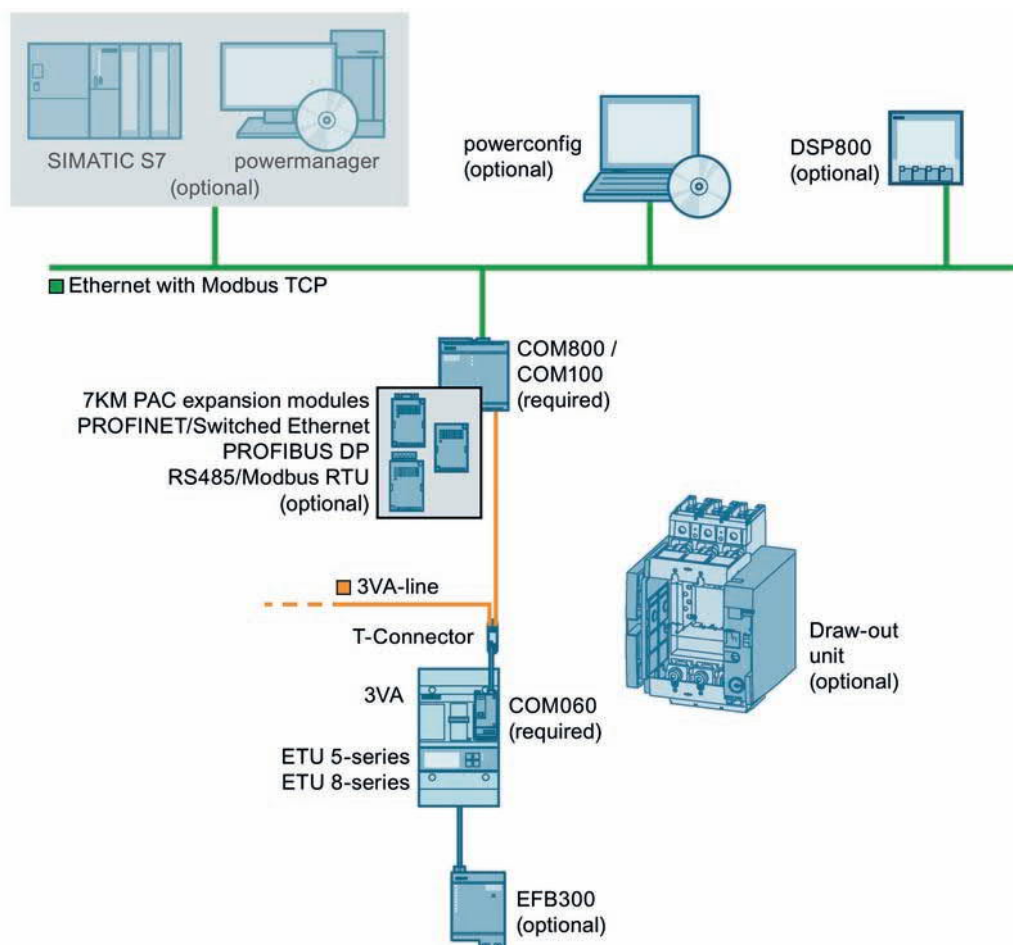 SIMATIC S7
powermanager
(optional)
powerconfig
(optional)
DSP800
(optional)
Ethernet with Modbus TCP
COM800 /
COM100
(required)
7KM PAC expansion modules
PROFINET/Switched Ethernet
PROFIBUS DP
RS485/Modbus RTU
(optional)
3VA-line
T-Connector
3VA
COM060
(required)
ETU 5-series
ETU 8-series
Draw-out
unit
(optional)
EFB300
(optional)